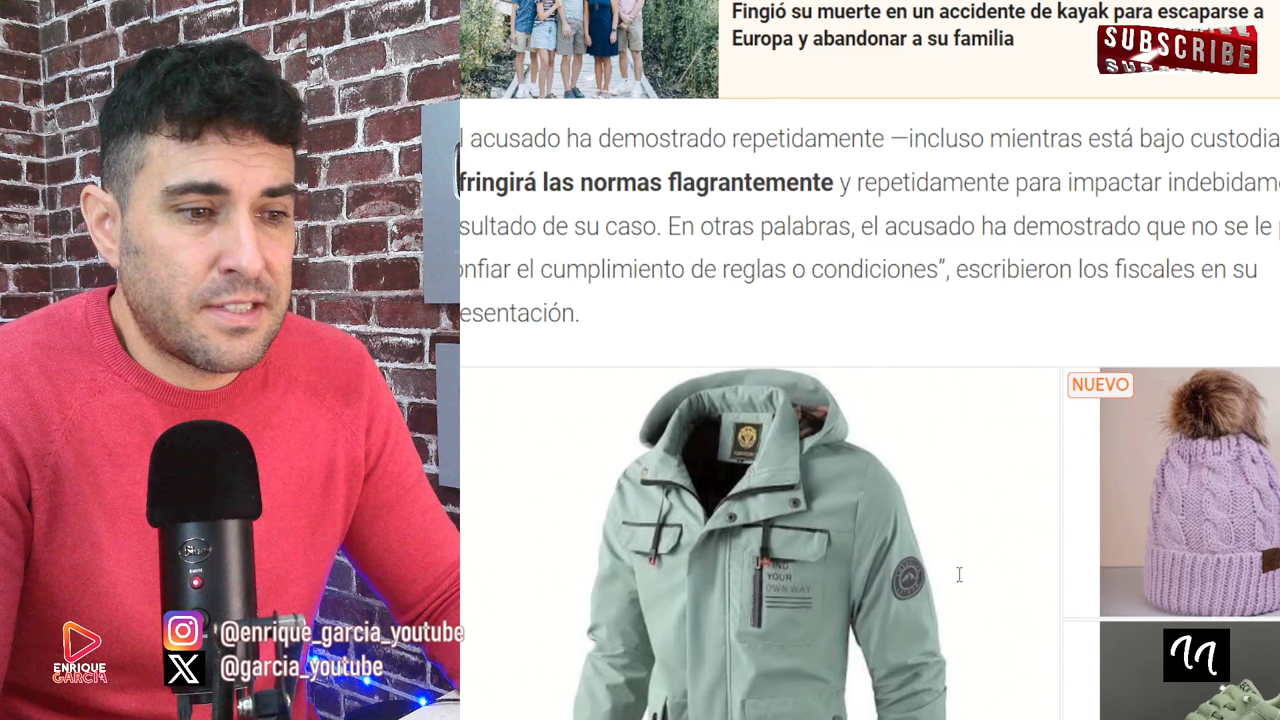 Fingió su muerte en un accidente de kayak para escaparse a
Europa y abandonar a su familia
SUBSCRIBE
l acusado ha demostrado repetidamente —incluso mientras está bajo custodia
fringirá las normas flagrantemente y repetidamente para impactar indebidam
sultado de su caso. En otras palabras, el acusado ha demostrado que no se le p
onfiar el cumplimiento de reglas o condiciones”, escribieron los fiscales en su
esentación.
NUEVO
FIND
YOUR
OWN WAY
@enrique_garcia_youtube
@garcia_youtube
ENRIQUE
GARCIA